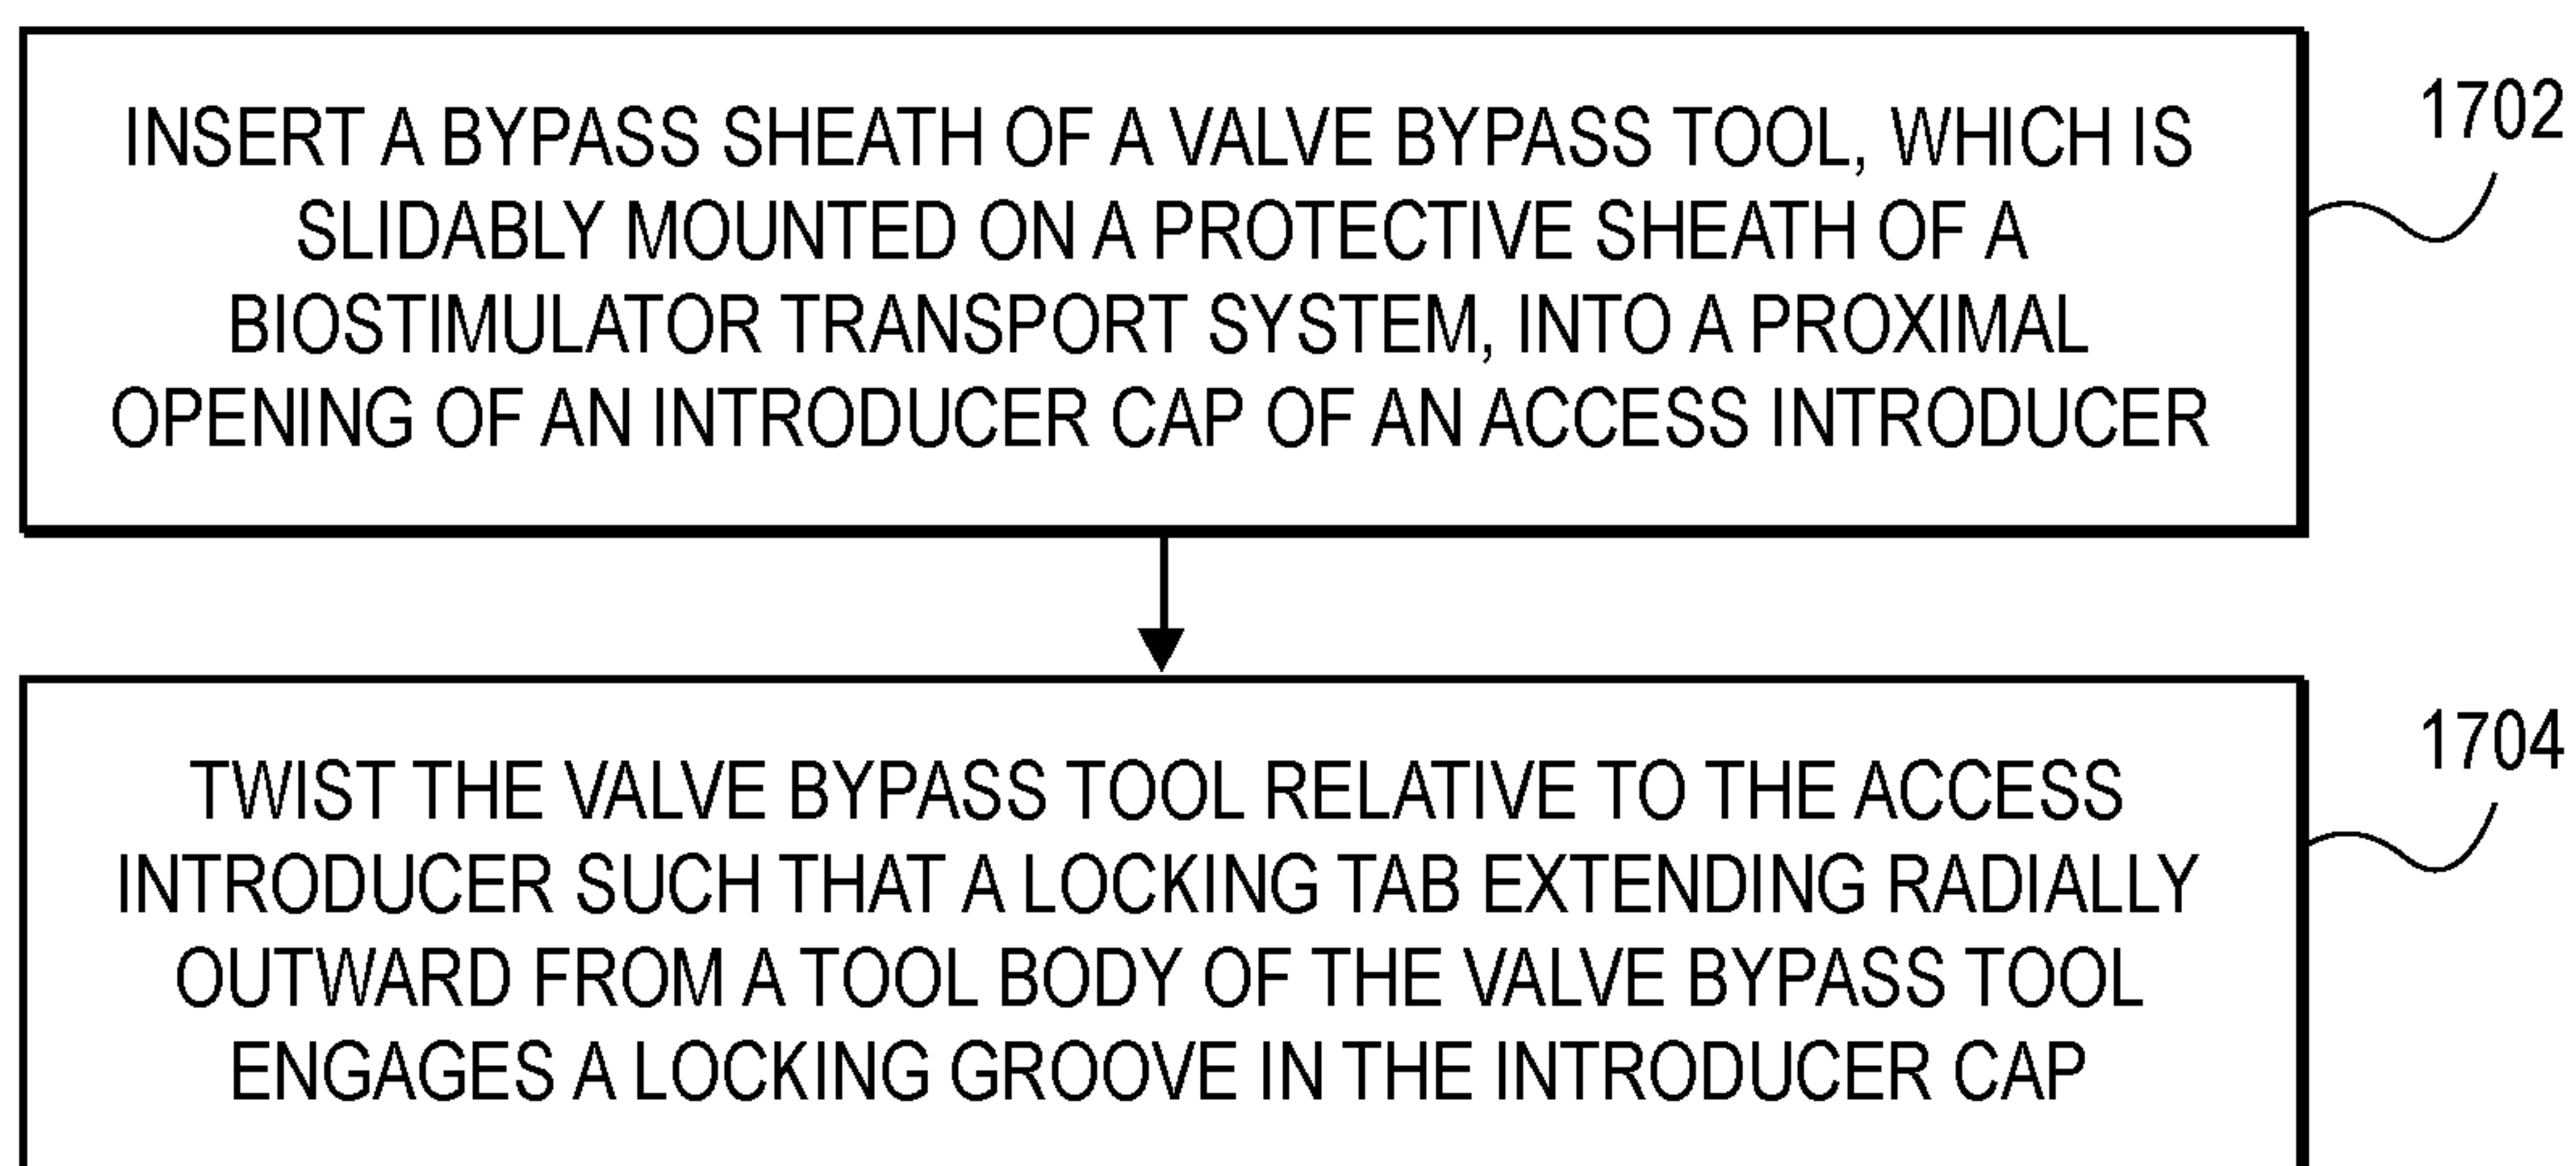 INSERT A BYPASS SHEATH OF A VALVE BYPASS TOOL, WHICH IS
SLIDABLY MOUNTED ON A PROTECTIVE SHEATH OF A
BIOSTIMULATOR TRANSPORT SYSTEM, INTO A PROXIMAL
OPENING OF AN INTRODUCER CAP OF AN ACCESS INTRODUCER
1702
TWIST THE VALVE BYPASS TOOL RELATIVE TO THE ACCESS
INTRODUCER SUCH THAT A LOCKING TAB EXTENDING RADIALLY
OUTWARD FROM A TOOL BODY OF THE VALVE BYPASS TOOL
ENGAGES A LOCKING GROOVE IN THE INTRODUCER CAP
1704